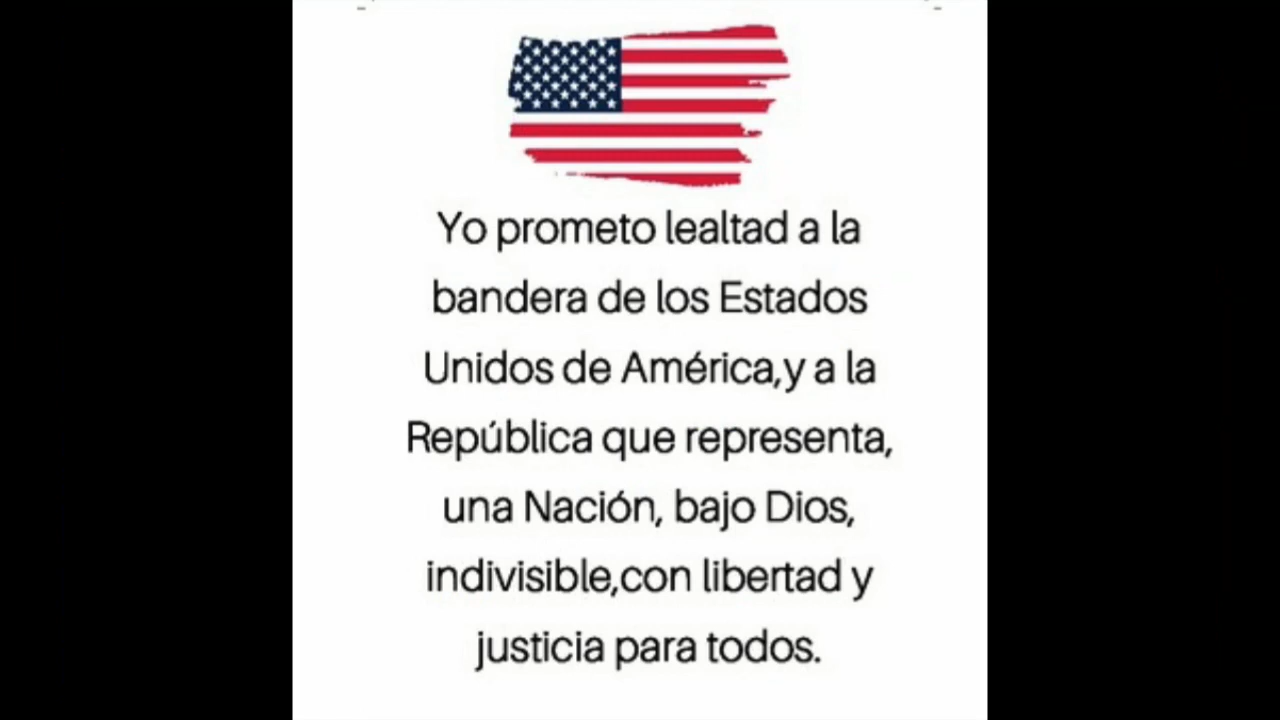 Yo prometo lealtad a la
bandera de los Estados
Unidos de América,y a la
República que representa,
una Nación, bajo Dios,
indivisible,con libertad y
justicia para todos.